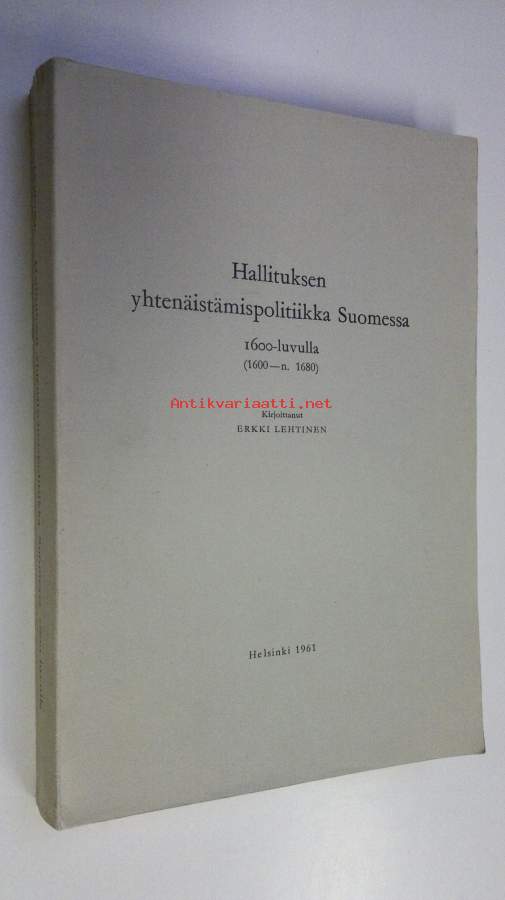 Hallituksen
yhtenäistämispolitiikka Suomessa
1600-luvulla
(1600—n. 1680)
Antikvariaatti.net
Kirjoittanut
ERKKI LEHTINEN
Helsinki 1961